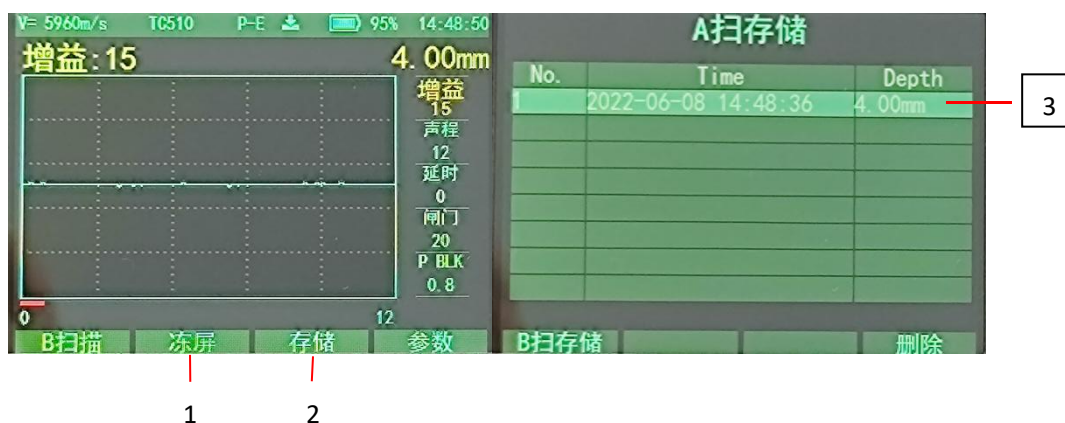 V= 5960m/s TC510 P-E 95% 14:48:50
增益:15 4.00mm
增益
15
声程
12
延时
0
闸门
20
P BLK
0.8
0 12
B扫描 冻屏 存储 参数
A扫存储
No. Time Depth
1 2022-06-08 14:48:36 4.00mm
B扫存储 删除
1 2
3